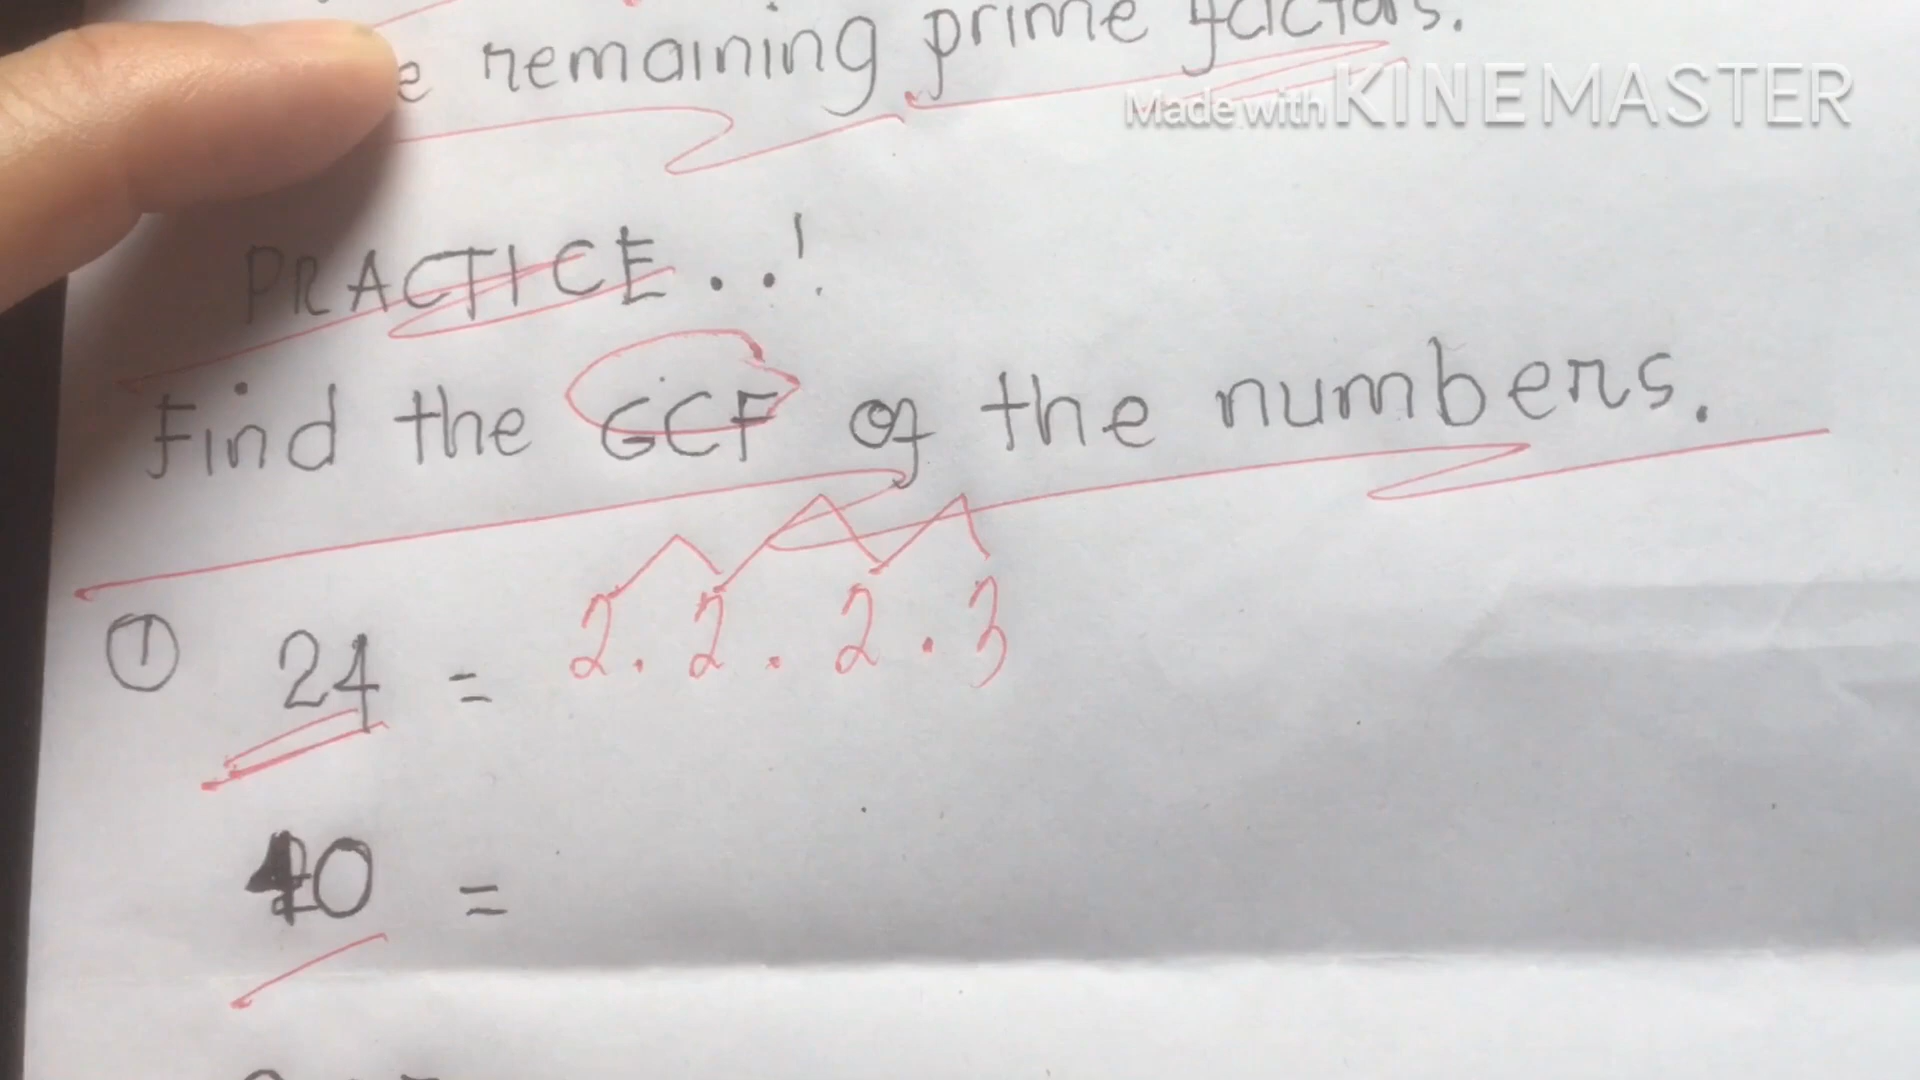 e remaining prime factors.
Made with KINEMASTER
PRACTICE..!
Find the GCF of the numbers.
① 24 = 2.2.2.3
40 =